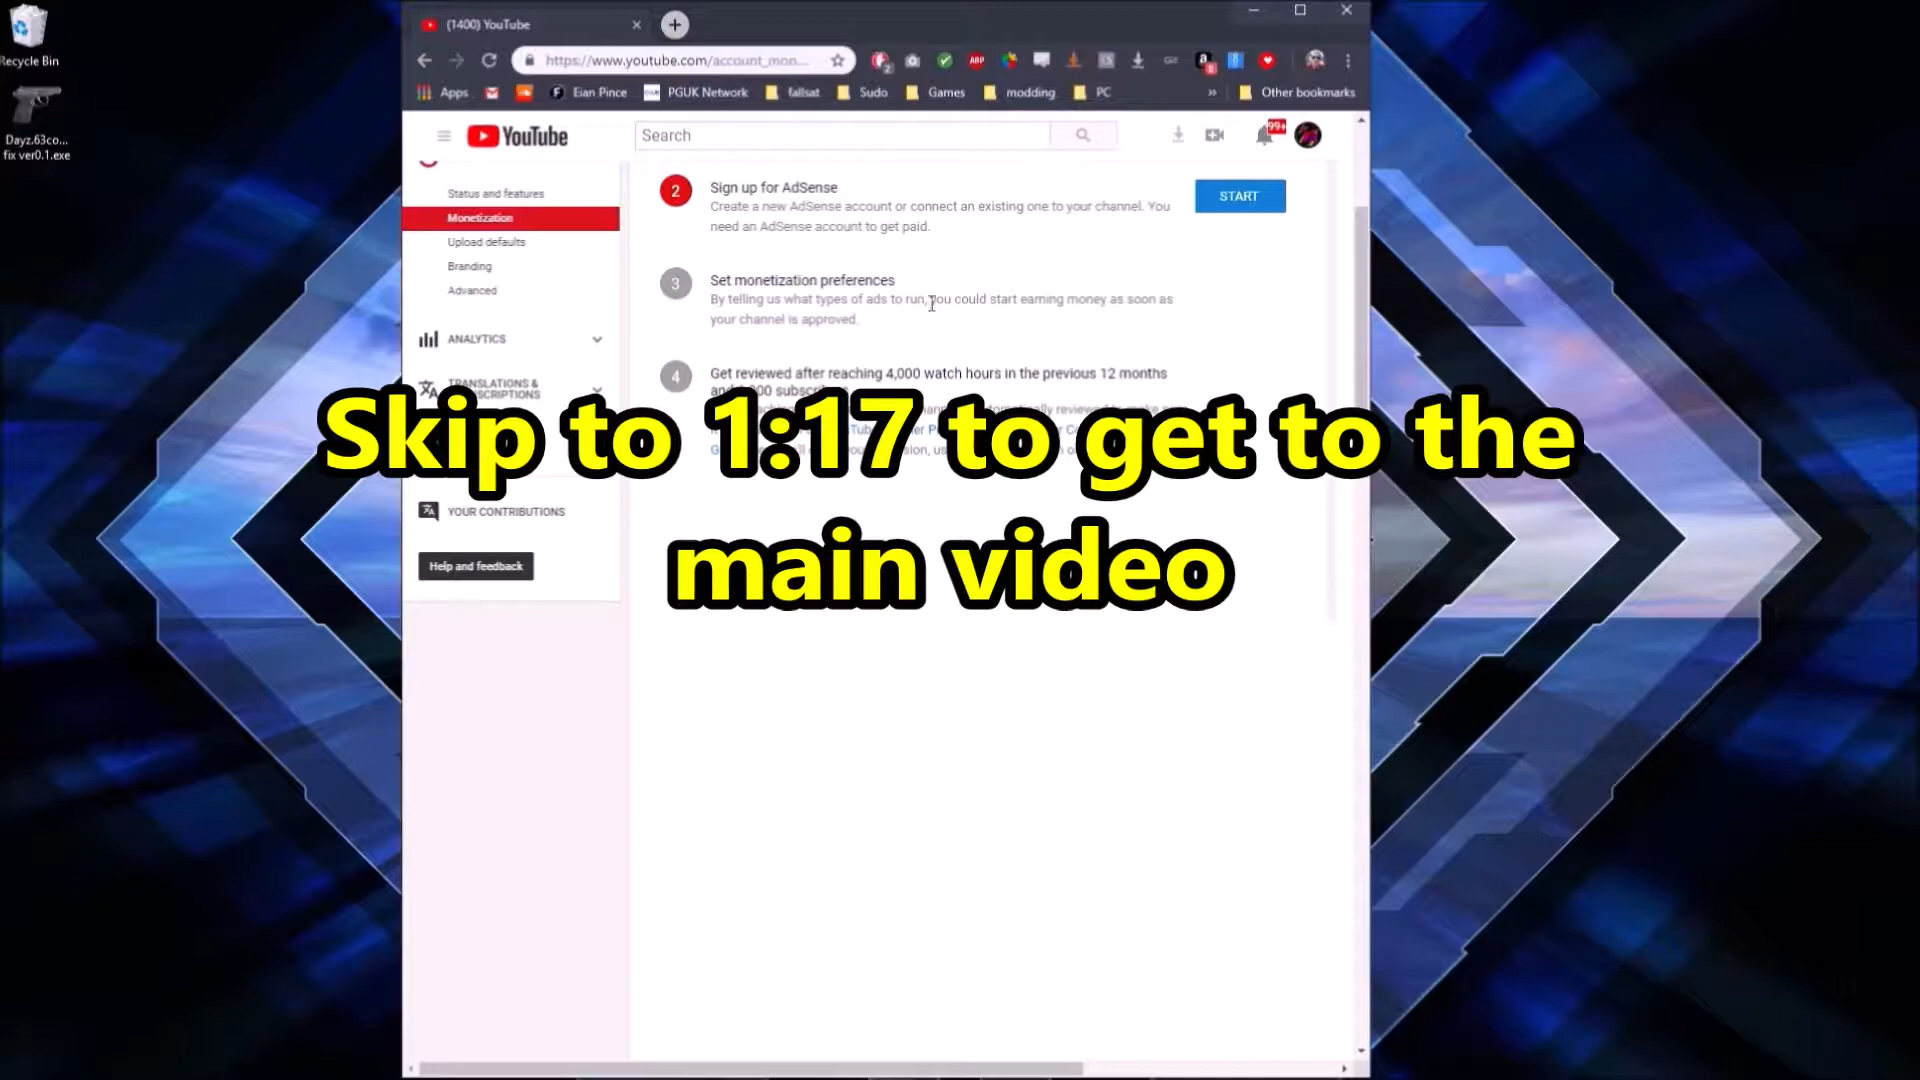 Recycle Bin
Dayz.63co...
fix ver0.1.exe
(1400) YouTube
https://www.youtube.com/account_mon...
ABP
Apps
Eian Pince
PGUK Network
fallsat
Sudo
Games
modding
PC
»
Other bookmarks
YouTube
Search
99+
Status and features
Monetization
Upload defaults
Branding
Advanced
ANALYTICS
TRANSLATIONS &
YOUR CONTRIBUTIONS
Help and feedback
2
Sign up for AdSense
Create a new AdSense account or connect an existing one to your channel. You
need an AdSense account to get paid.
START
3
Set monetization preferences
By telling us what types of ads to run, you could start earning money as soon as
your channel is approved.
4
Get reviewed after reaching 4,000 watch hours in the previous 12 months
Skip to 1:17 to get to the
main video